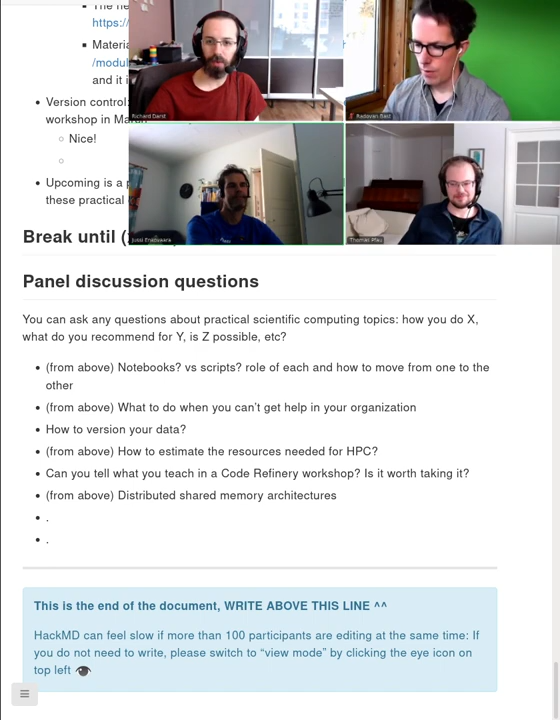 The ne
https://
Materia
/modul
and it i
Version control:
workshop in Mar
Nice!
Upcoming is a p
these practical
Richard Darst
Radovan Bast
Jussi Enkovaara
Thomas Pfau
Break until (
Panel discussion questions
You can ask any questions about practical scientific computing topics: how you do X,
what do you recommend for Y, is Z possible, etc?
(from above) Notebooks? vs scripts? role of each and how to move from one to the
other
(from above) What to do when you can't get help in your organization
How to version your data?
(from above) How to estimate the resources needed for HPC?
Can you tell what you teach in a Code Refinery workshop? Is it worth taking it?
(from above) Distributed shared memory architectures
.
.
This is the end of the document, WRITE ABOVE THIS LINE ^^
HackMD can feel slow if more than 100 participants are editing at the same time: If
you do not need to write, please switch to “view mode” by clicking the eye icon on
top left